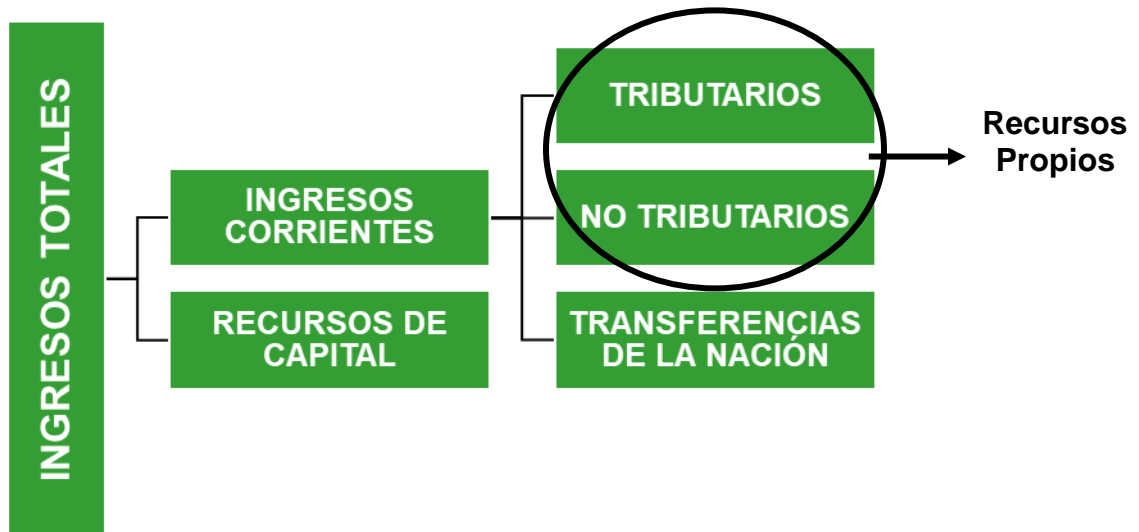 INGRESOS TOTALES
INGRESOS
CORRIENTES
RECURSOS DE
CAPITAL
TRIBUTARIOS
NO TRIBUTARIOS
TRANSFERENCIAS
DE LA NACIÓN
Recursos
Propios